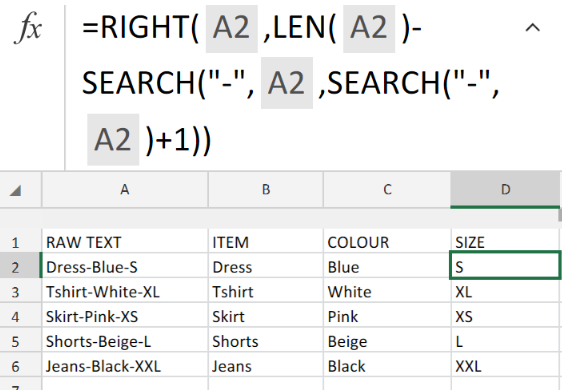 fx =RIGHT( A2 ,LEN( A2 )-
SEARCH("-", A2 ,SEARCH("-",
A2 )+1))
A B C D
1 RAW TEXT ITEM COLOUR SIZE
2 Dress-Blue-S Dress Blue S
3 Tshirt-White-XL Tshirt White XL
4 Skirt-Pink-XS Skirt Pink XS
5 Shorts-Beige-L Shorts Beige L
6 Jeans-Black-XXL Jeans Black XXL